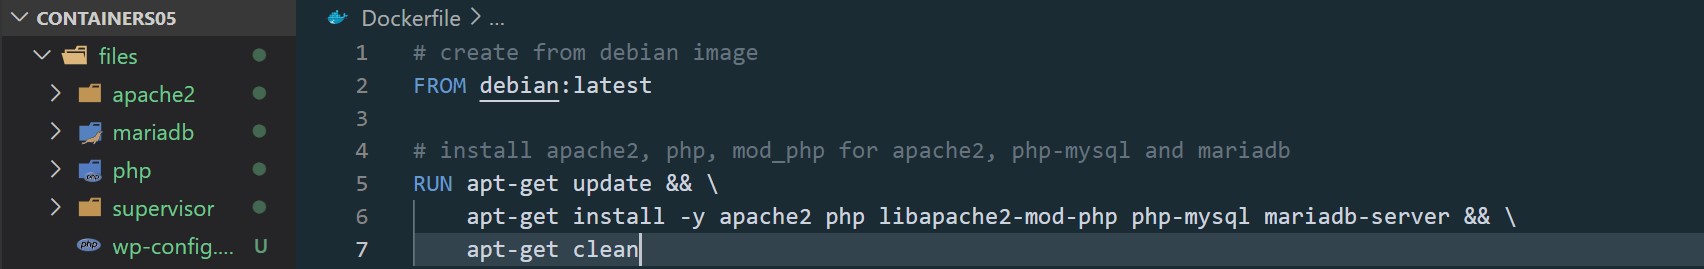 CONTAINERS05
files
apache2
mariadb
php
supervisor
wp-config.... U
Dockerfile > ...
1 # create from debian image
2 FROM debian:latest
3
4 # install apache2, php, mod_php for apache2, php-mysql and mariadb
5 RUN apt-get update && \
6 apt-get install -y apache2 php libapache2-mod-php php-mysql mariadb-server && \
7 apt-get clean